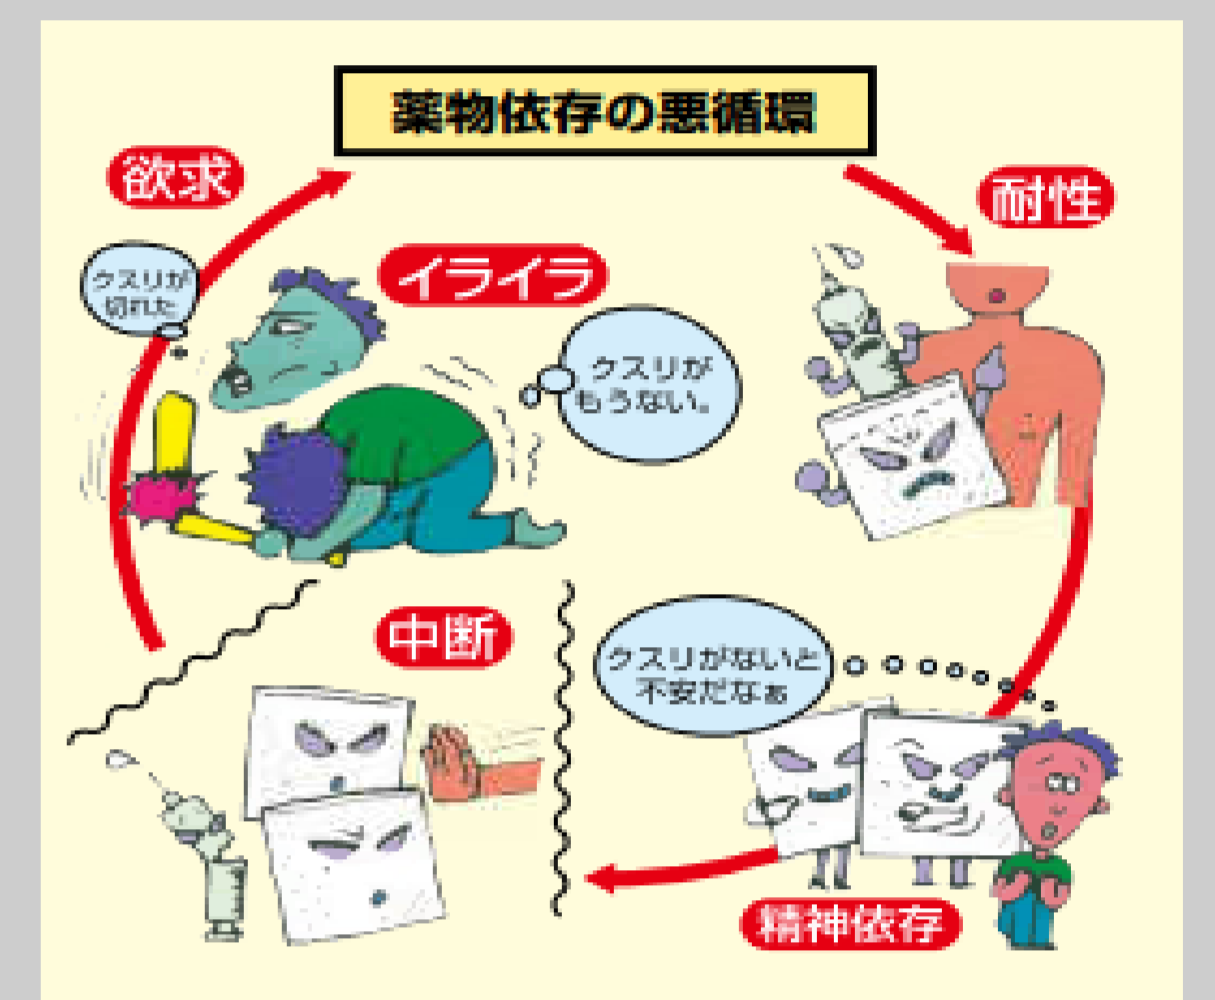 薬物依存の悪循環
欲求
耐性
イライラ
クスリが
切れた
クスリが
もうない。
中断
クスリがないと
不安だなぁ
精神依存